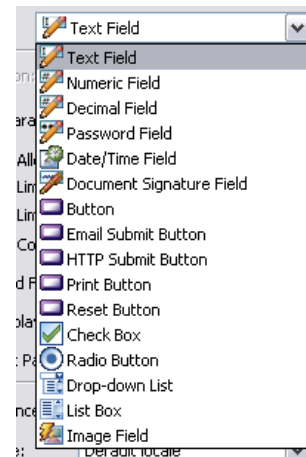 Text Field
Text Field
Numeric Field
Decimal Field
Password Field
Date/Time Field
Document Signature Field
Button
Email Submit Button
HTTP Submit Button
Print Button
Reset Button
Check Box
Radio Button
Drop-down List
List Box
Image Field
Default locale